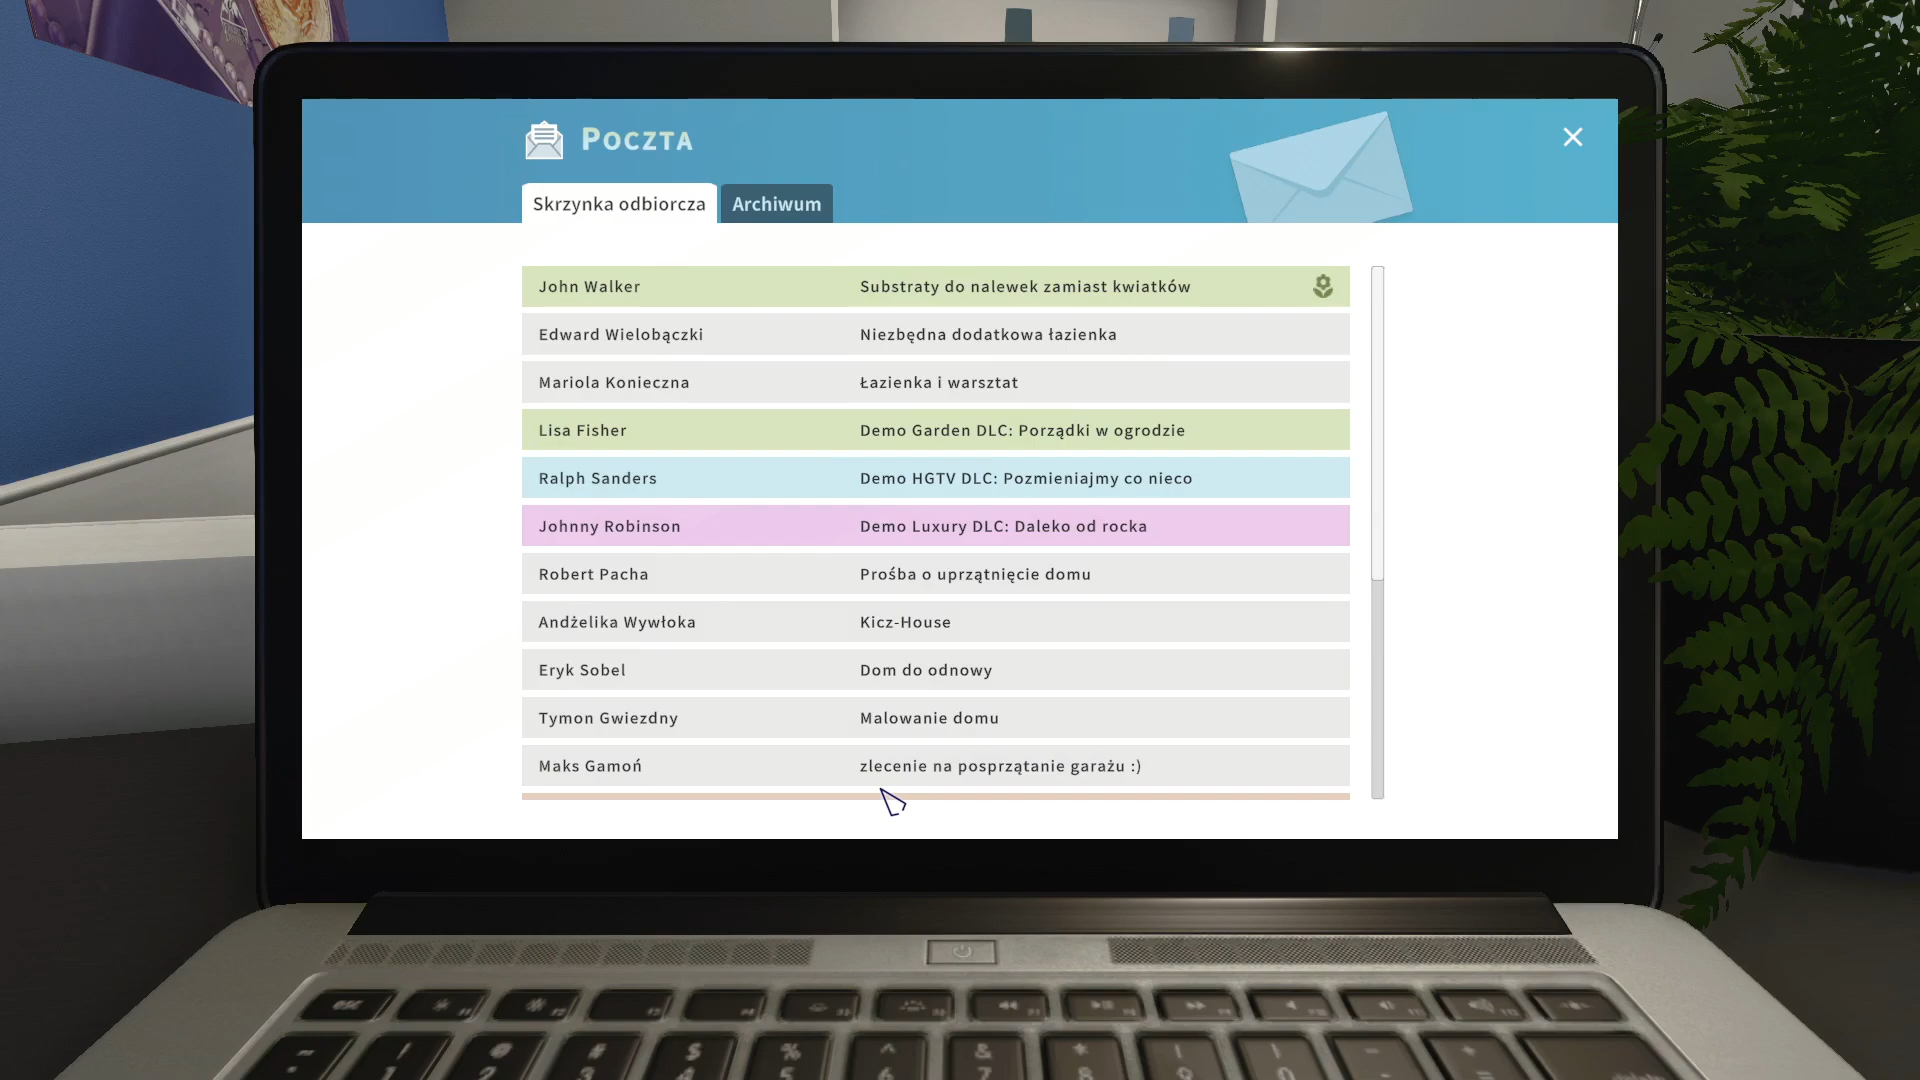 Poczta
Skrzynka odbiorcza Archiwum
John Walker Substraty do nalewek zamiast kwiatków
Edward Wielobączki Niezbędna dodatkowa łazienka
Mariola Konieczna Łazienka i warsztat
Lisa Fisher Demo Garden DLC: Porządki w ogrodzie
Ralph Sanders Demo HGTV DLC: Pozmieniajmy co nieco
Johnny Robinson Demo Luxury DLC: Daleko od rocka
Robert Pacha Prośba o uprzątnięcie domu
Andżelika Wywłoka Kicz-House
Eryk Sobel Dom do odnowy
Tymon Gwiezdny Malowanie domu
Maks Gamoń zlecenie na posprzątanie garażu :)
esc